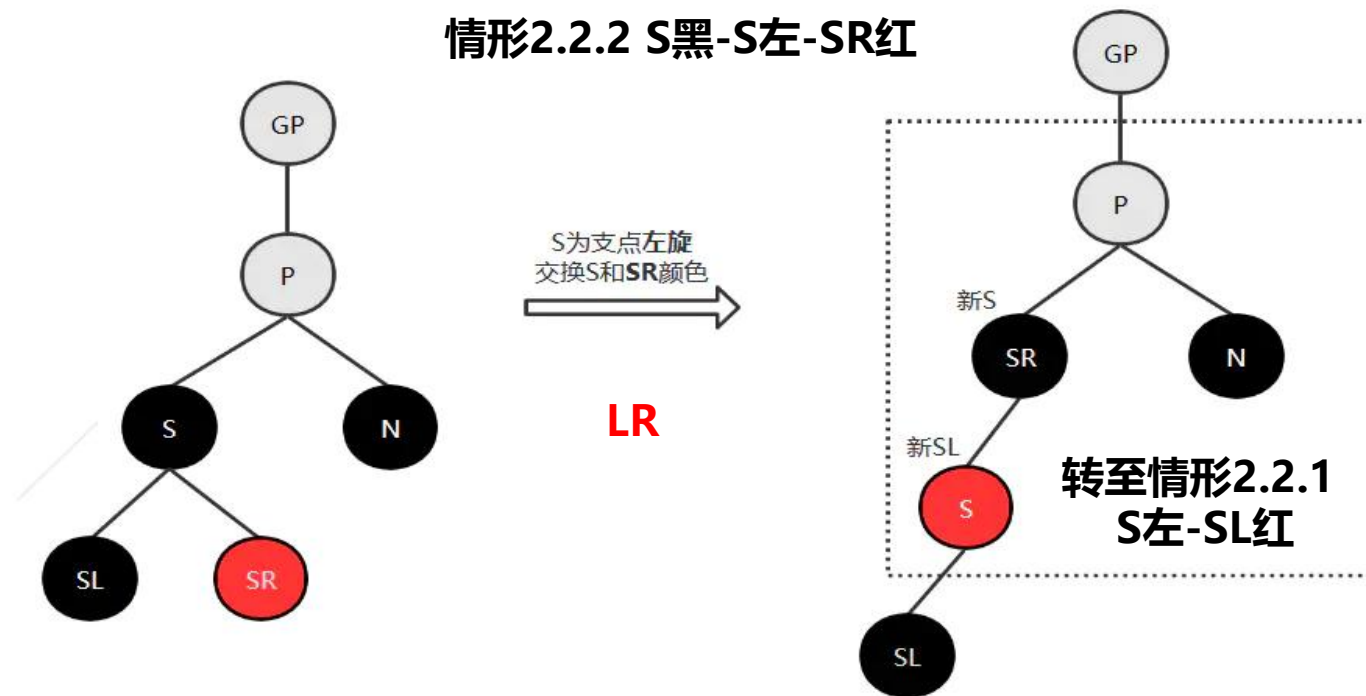 情形2.2.2 S黑-S左-SR红
GP
P
S
N
SL
SR
S为支点左旋
交换S和SR颜色
LR
GP
P
新S
SR
N
新SL
S
转至情形2.2.1
S左-SL红
SL